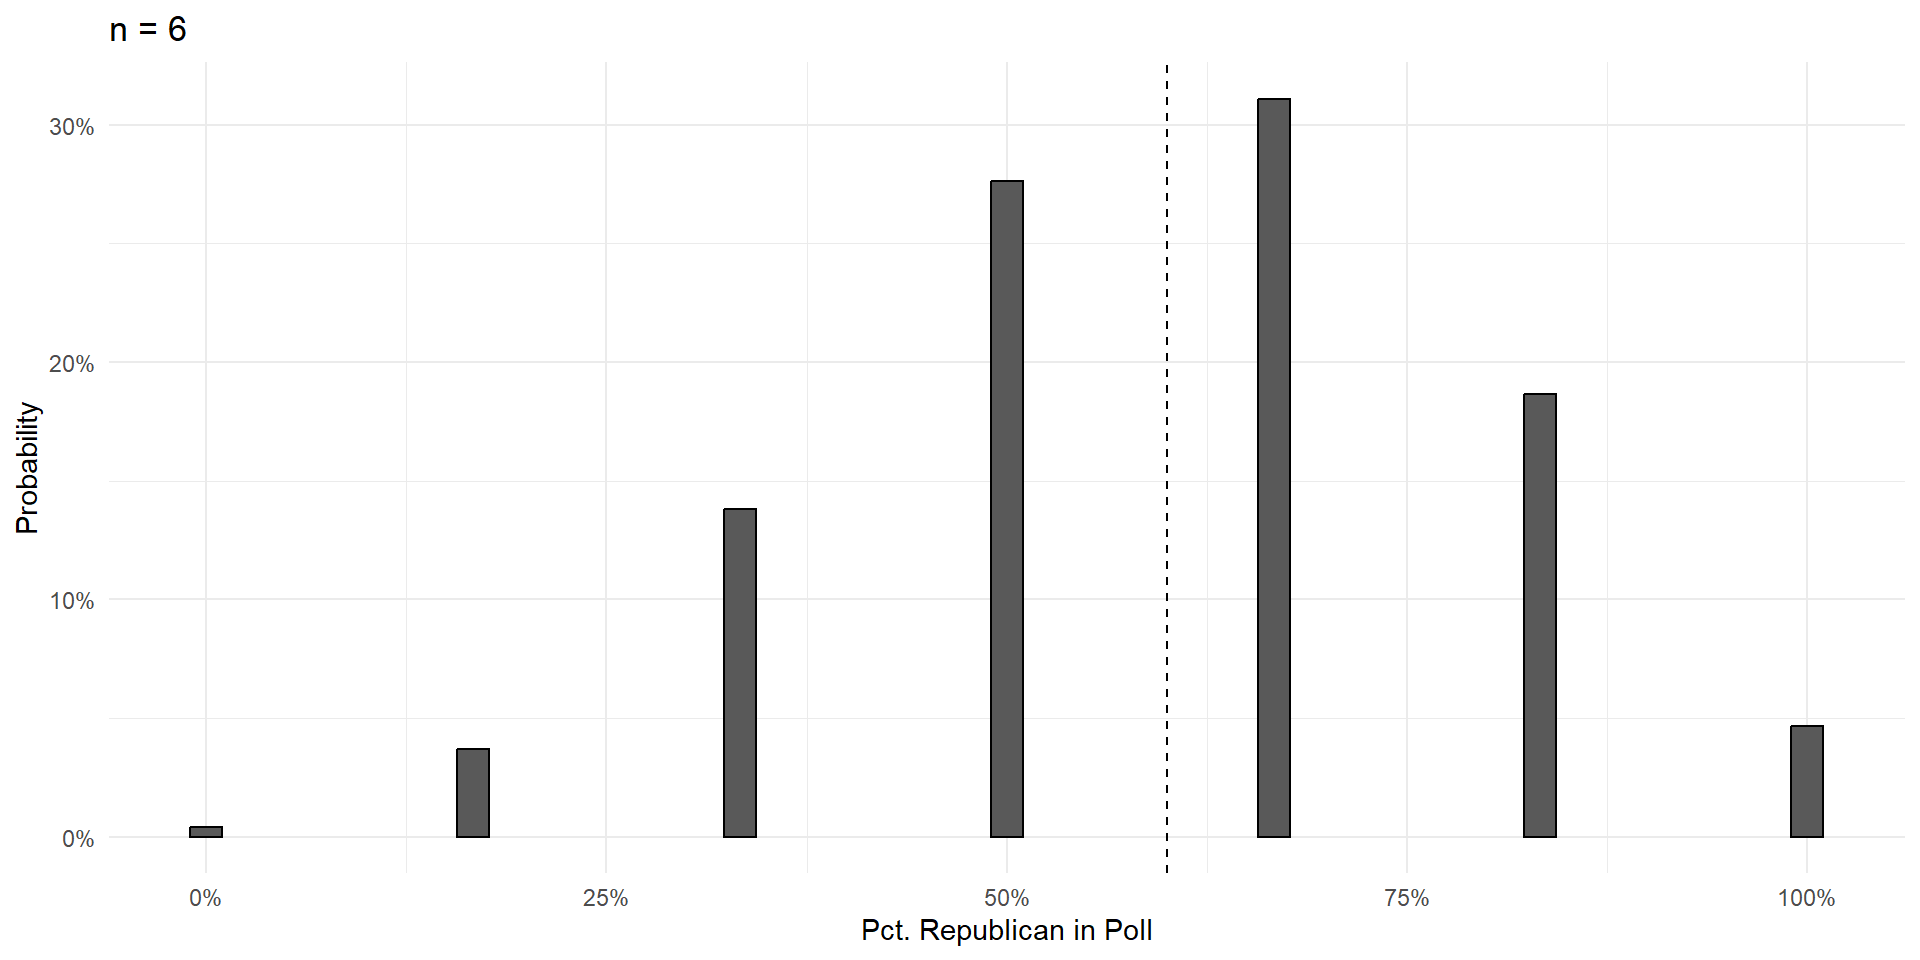 n = 6
30%
20%
10%
0%
Probability
0% 25% 50% 75% 100%
Pct. Republican in Poll